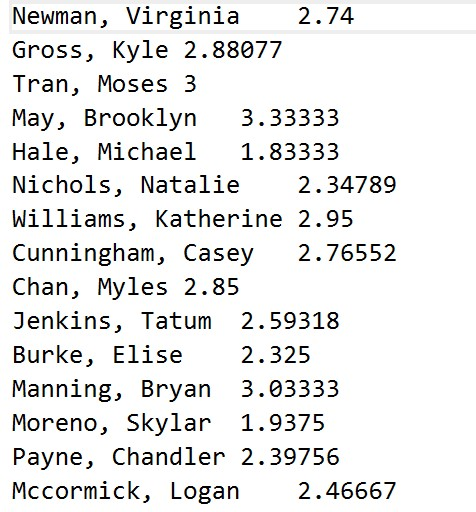 Newman, Virginia	2.74
Gross, Kyle	2.88077
Tran, Moses	3
May, Brooklyn	3.33333
Hale, Michael	1.83333
Nichols, Natalie	2.34789
Williams, Katherine	2.95
Cunningham, Casey	2.76552
Chan, Myles	2.85
Jenkins, Tatum	2.59318
Burke, Elise	2.325
Manning, Bryan	3.03333
Moreno, Skylar	1.9375
Payne, Chandler	2.39756
Mccormick, Logan	2.46667